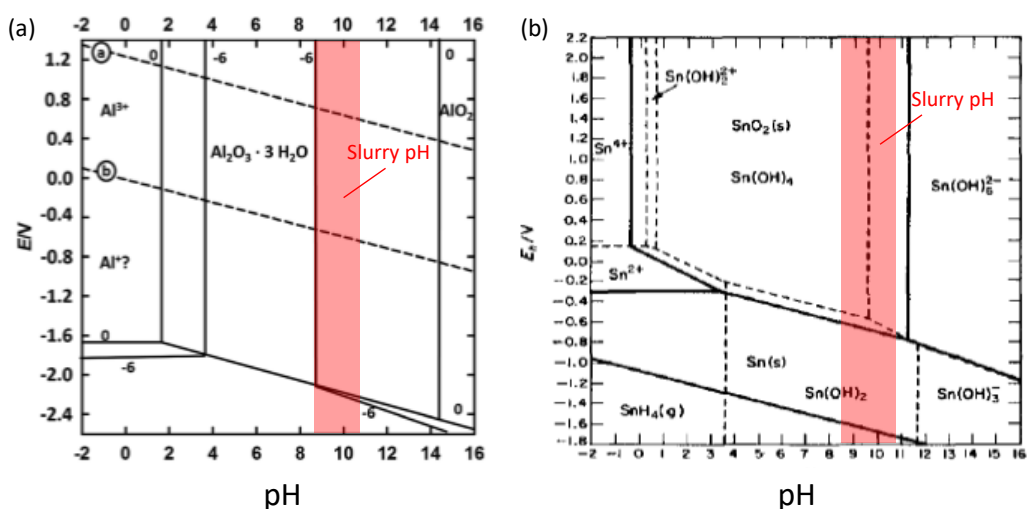 (a)
-2 0 2 4 6 8 10 12 14 16
1.2
0.8
0.4
0.0
-0.4
-0.8
-1.2
-1.6
-2.0
-2.4
E/V
a
b
0
-6
-6
0
Al³⁺
Al₂O₃ · 3 H₂O
AlO₂
Slurry pH
Al⁺?
0
-6
-6
0
-2 0 2 4 6 8 10 12 14 16
pH
(b)
2.2
2.0
1.8
1.6
1.4
1.2
1.0
0.8
0.6
0.4
0.2
0.0
-0.2
-0.4
-0.6
-0.8
-1.0
-1.2
-1.4
-1.6
-1.8
Eₕ/V
SnO₂(s)
Slurry pH
Sn⁴⁺
Sn(OH)₄
Sn(OH)₆²⁻
Sn²⁺
Sn(s)
Sn(OH)₂
Sn(OH)₃⁻
SnH₄(g)
-2 -1 0 1 2 3 4 5 6 7 8 9 10 11 12 13 14 15 16
pH